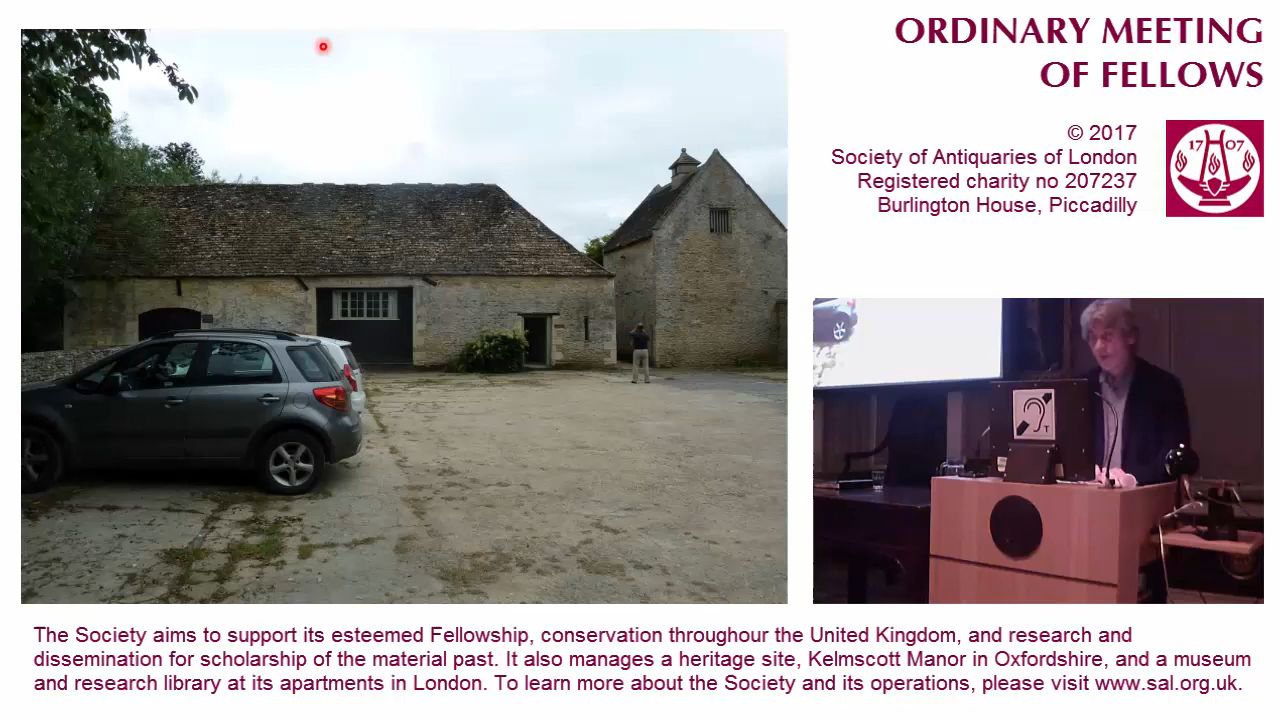 ORDINARY MEETING
OF FELLOWS
© 2017
Society of Antiquaries of London
Registered charity no 207237
Burlington House, Piccadilly
17 07
T
The Society aims to support its esteemed Fellowship, conservation throughour the United Kingdom, and research and
dissemination for scholarship of the material past. It also manages a heritage site, Kelmscott Manor in Oxfordshire, and a museum
and research library at its apartments in London. To learn more about the Society and its operations, please visit www.sal.org.uk.